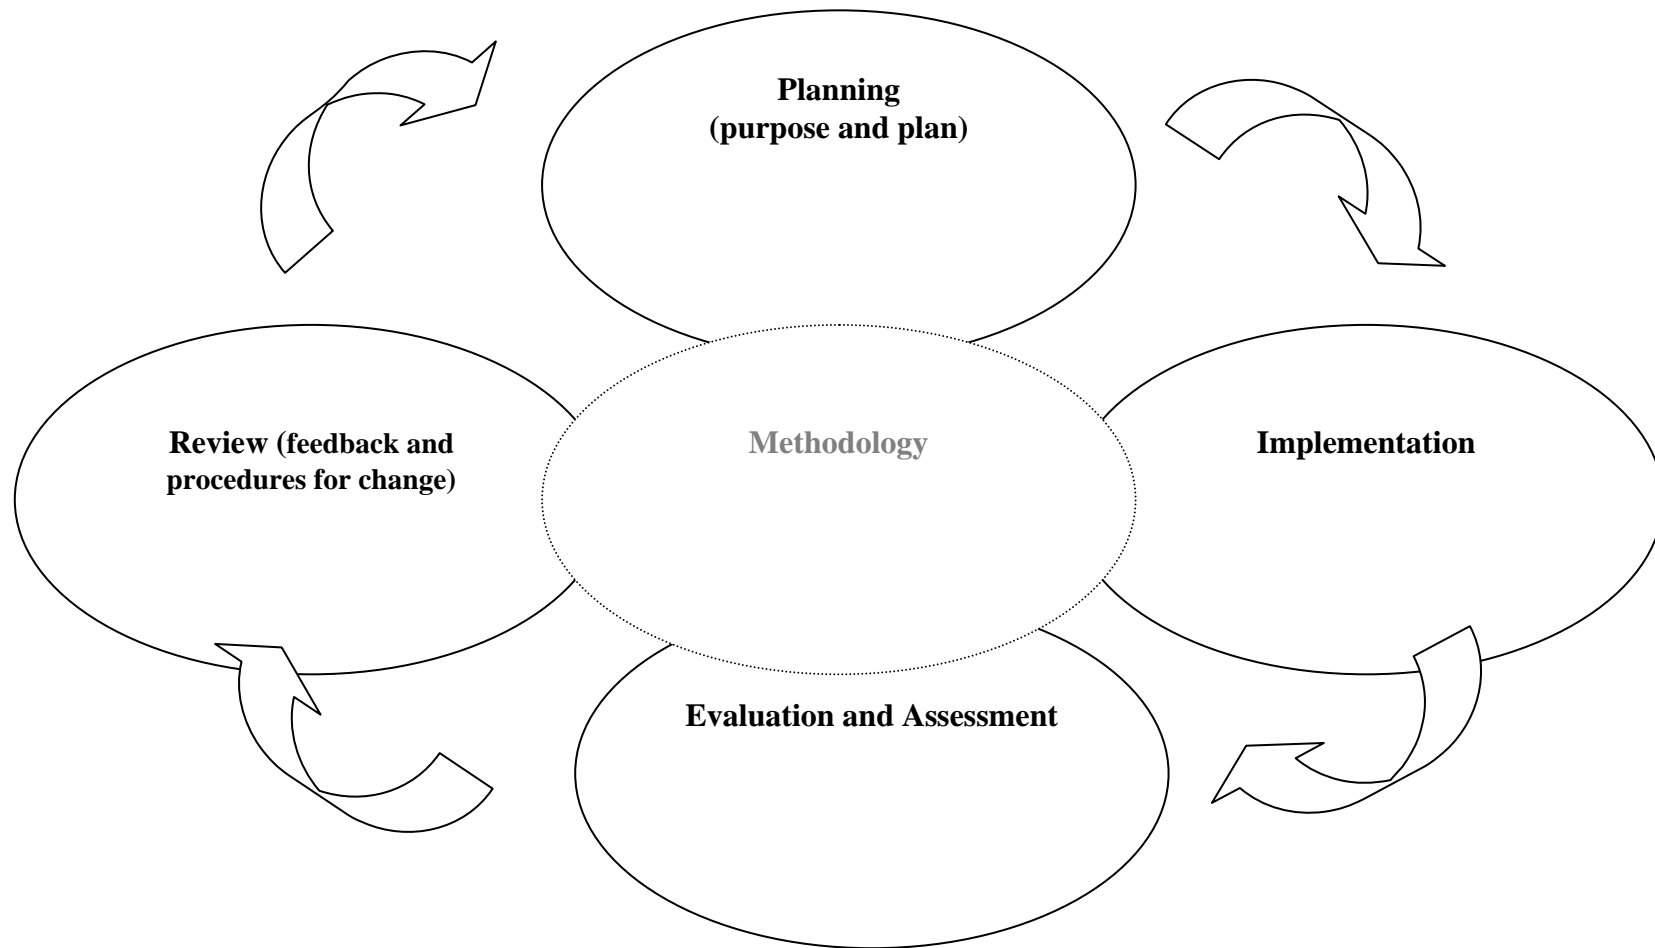 Planning
(purpose and plan)
Review (feedback and
procedures for change)
Methodology
Implementation
Evaluation and Assessment